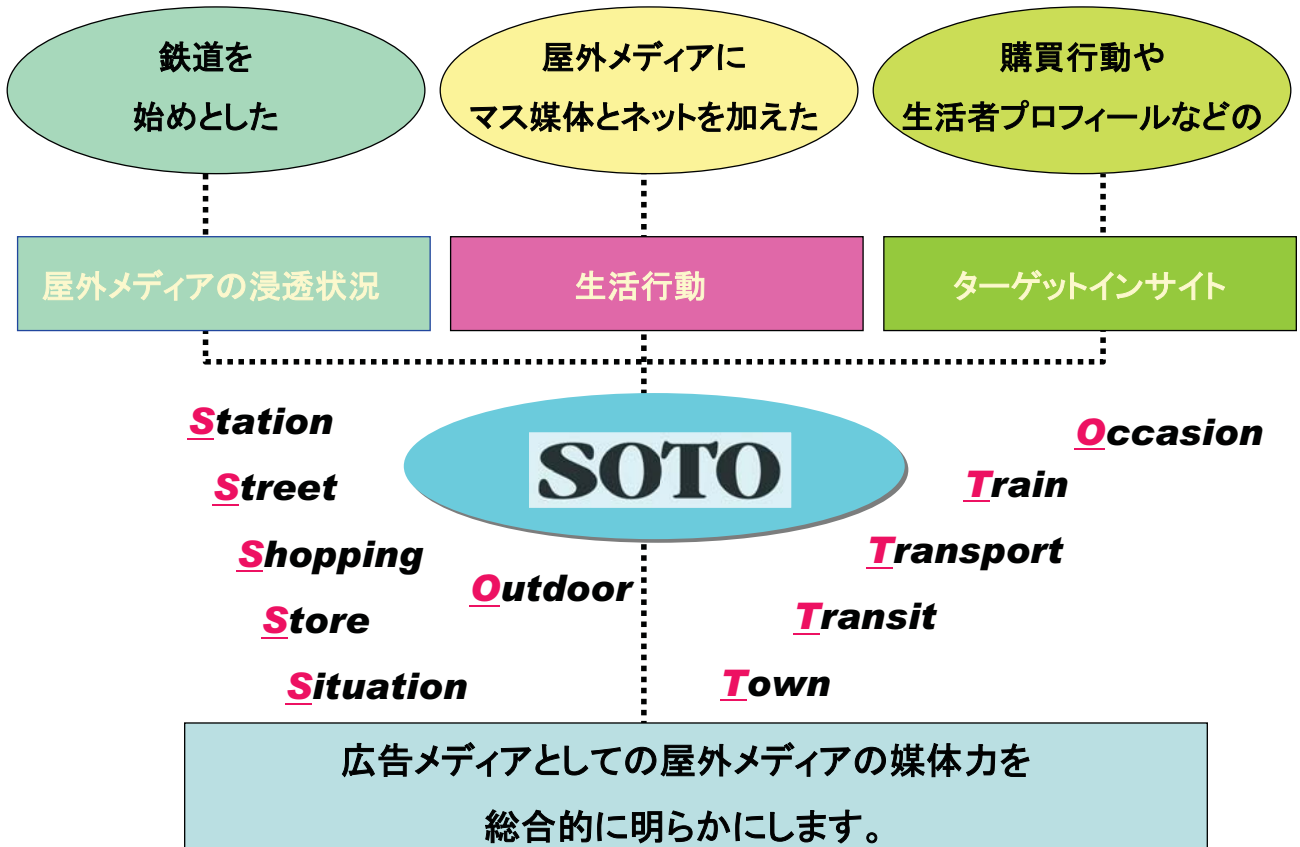 鉄道を
始めとした
屋外メディアに
マス媒体とネットを加えた
購買行動や
生活者プロフィールなどの
屋外メディアの浸透状況
生活行動
ターゲットインサイト
SOTO
Station
Street
Shopping
Store
Situation
Outdoor
Occasion
Train
Transport
Transit
Town
広告メディアとしての屋外メディアの媒体力を
総合的に明らかにします。